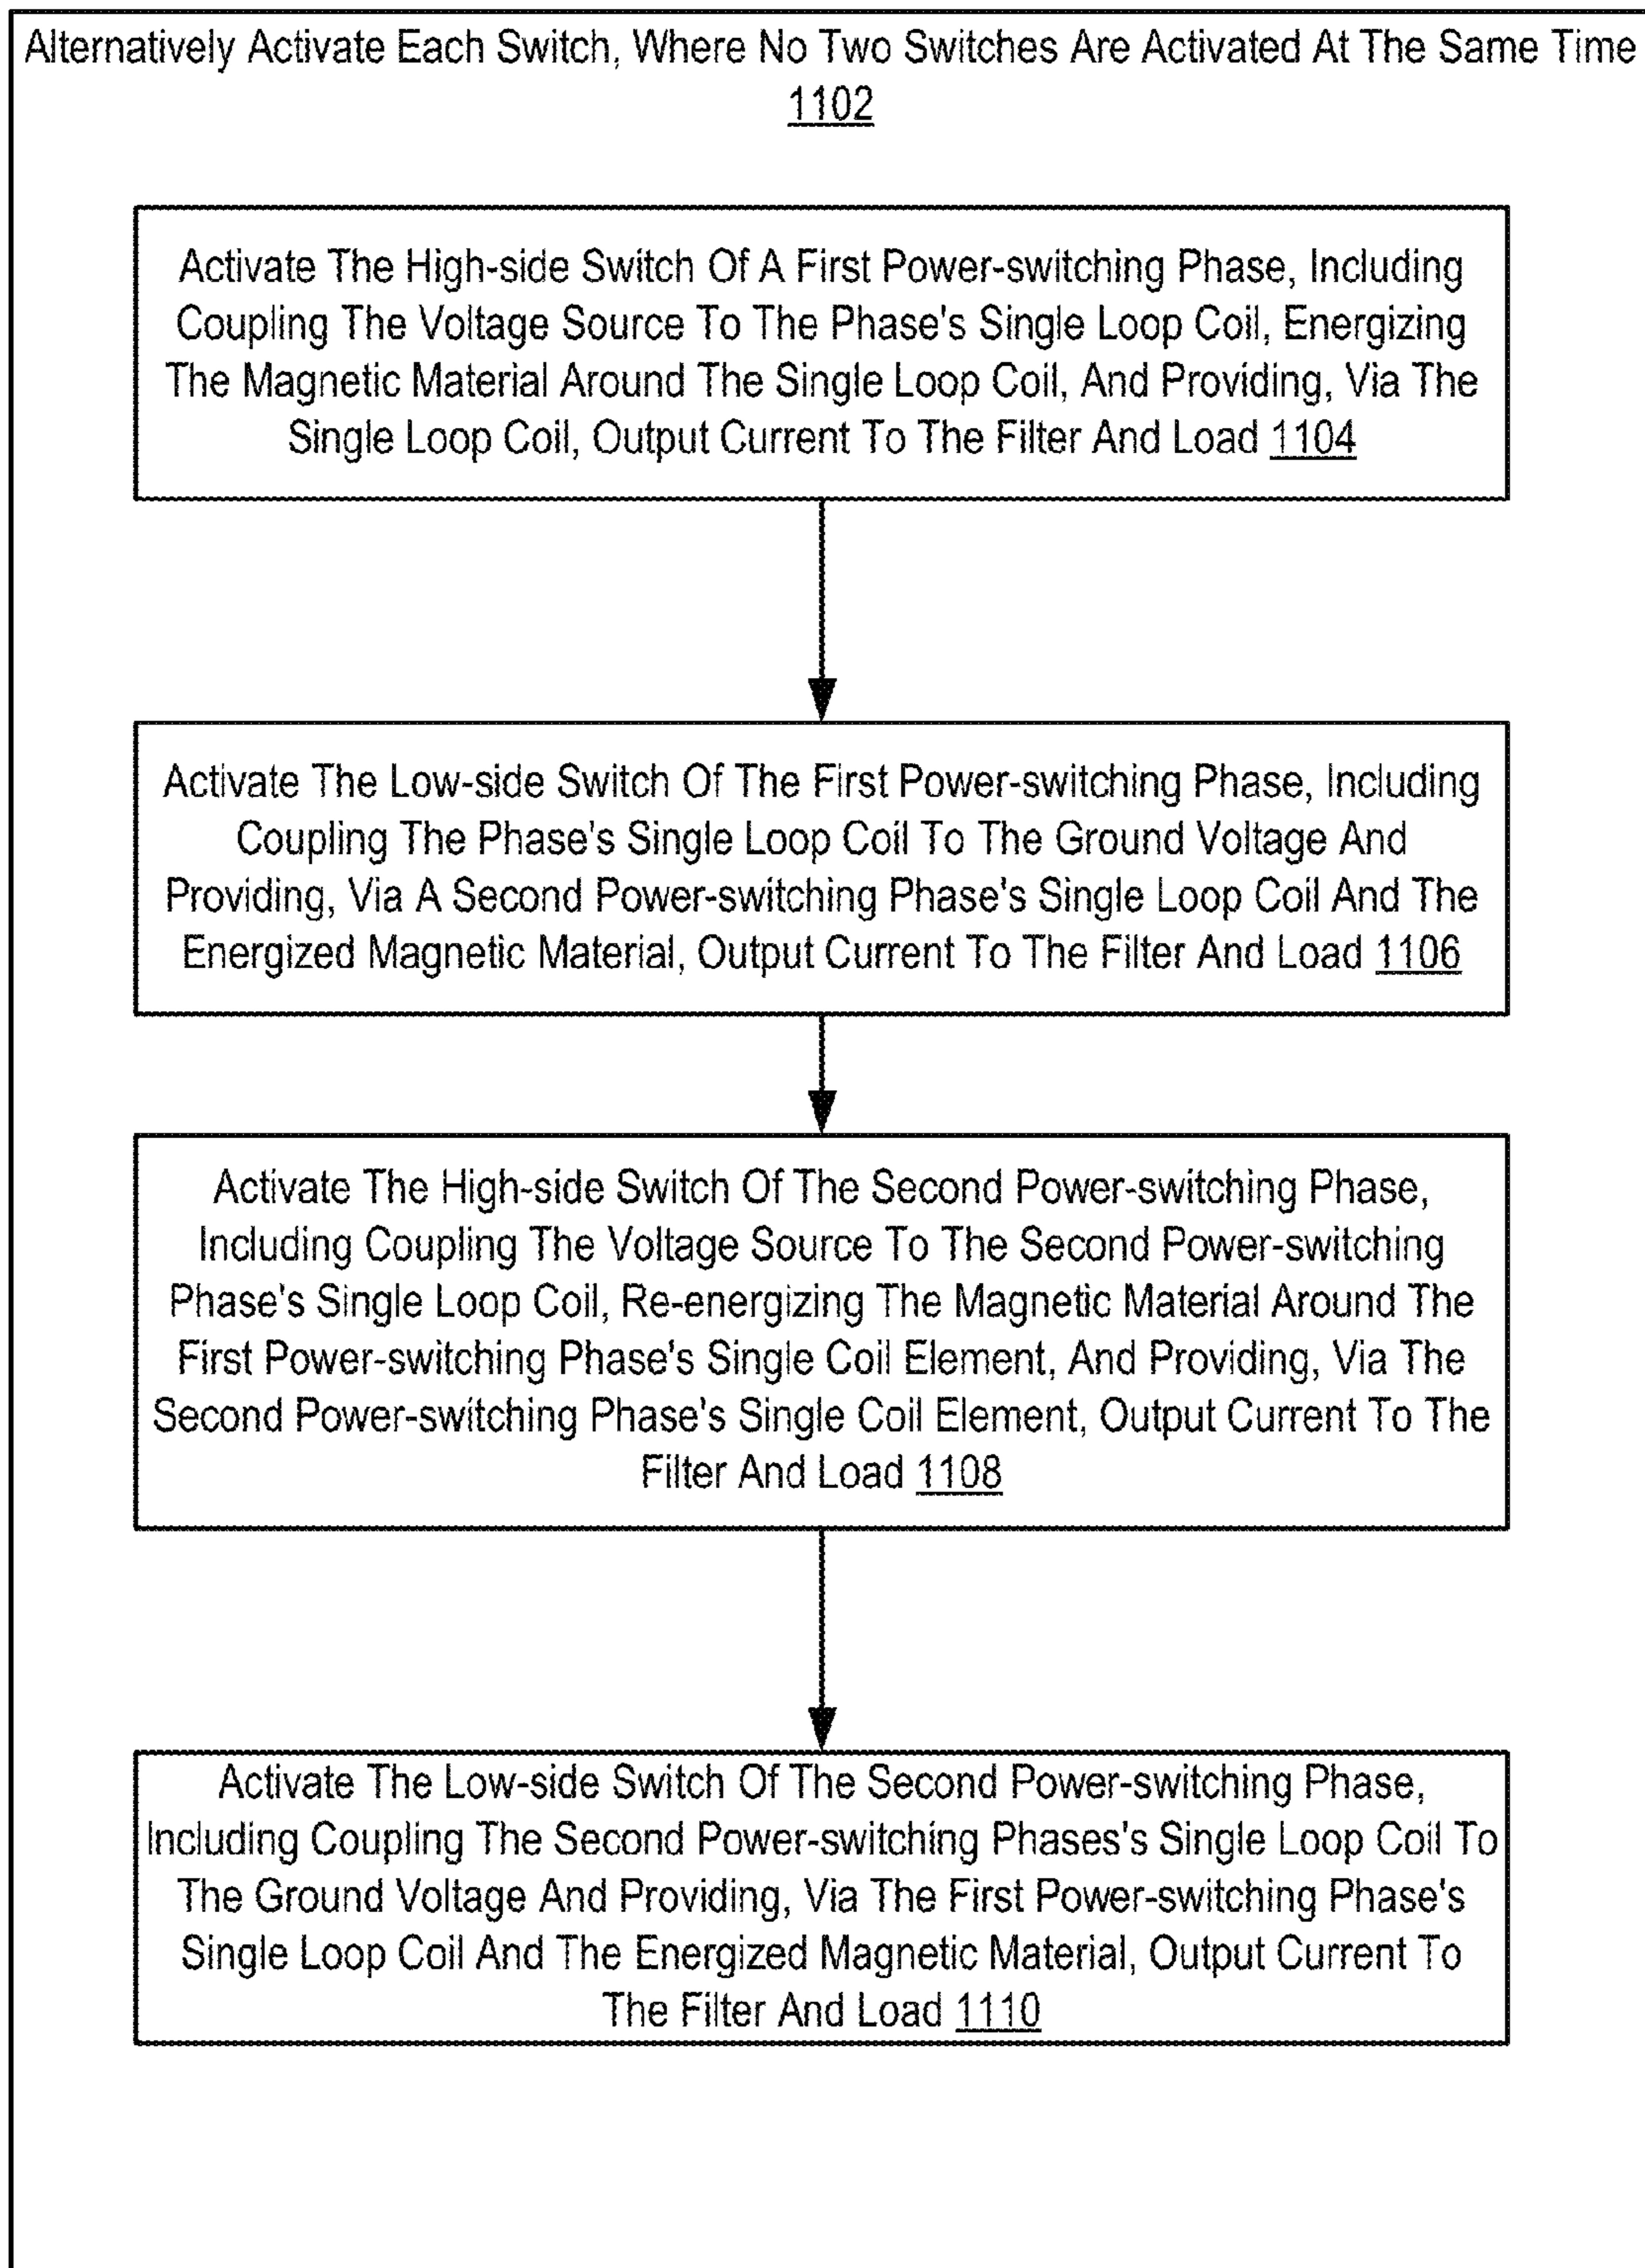 Alternatively Activate Each Switch, Where No Two Switches Are Activated At The Same Time
1102
Activate The High-side Switch Of A First Power-switching Phase, Including
Coupling The Voltage Source To The Phase's Single Loop Coil, Energizing
The Magnetic Material Around The Single Loop Coil, And Providing, Via The
Single Loop Coil, Output Current To The Filter And Load 1104
Activate The Low-side Switch Of The First Power-switching Phase, Including
Coupling The Phase's Single Loop Coil To The Ground Voltage And
Providing, Via A Second Power-switching Phase's Single Loop Coil And The
Energized Magnetic Material, Output Current To The Filter And Load 1106
Activate The High-side Switch Of The Second Power-switching Phase,
Including Coupling The Voltage Source To The Second Power-switching
Phase's Single Loop Coil, Re-energizing The Magnetic Material Around The
First Power-switching Phase's Single Coil Element, And Providing, Via The
Second Power-switching Phase's Single Coil Element, Output Current To The
Filter And Load 1108
Activate The Low-side Switch Of The Second Power-switching Phase,
Including Coupling The Second Power-switching Phases's Single Loop Coil To
The Ground Voltage And Providing, Via The First Power-switching Phase's
Single Loop Coil And The Energized Magnetic Material, Output Current To
The Filter And Load 1110